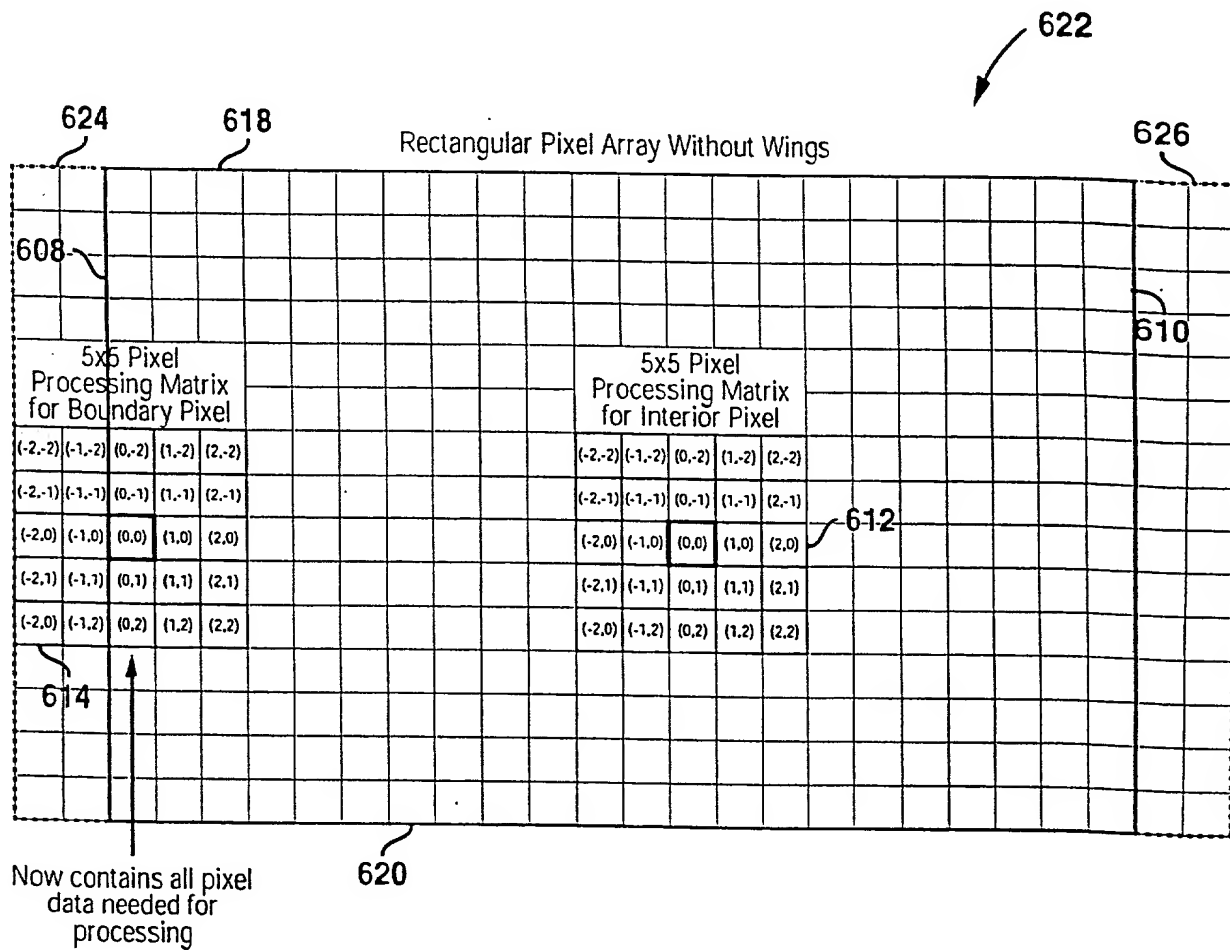 622
624
618
Rectangular Pixel Array Without Wings
626
608
610
5x5 Pixel
Processing Matrix
for Boundary Pixel
(-2,-2) (-1,-2) (0,-2) (1,-2) (2,-2)
(-2,-1) (-1,-1) (0,-1) (1,-1) (2,-1)
(-2,0) (-1,0) (0,0) (1,0) (2,0)
(-2,1) (-1,1) (0,1) (1,1) (2,1)
(-2,0) (-1,2) (0,2) (1,2) (2,2)
614
5x5 Pixel
Processing Matrix
for Interior Pixel
(-2,-2) (-1,-2) (0,-2) (1,-2) (2,-2)
(-2,-1) (-1,-1) (0,-1) (1,-1) (2,-1)
(-2,0) (-1,0) (0,0) (1,0) (2,0)
(-2,1) (-1,1) (0,1) (1,1) (2,1)
(-2,0) (-1,2) (0,2) (1,2) (2,2)
612
620
Now contains all pixel
data needed for
processing